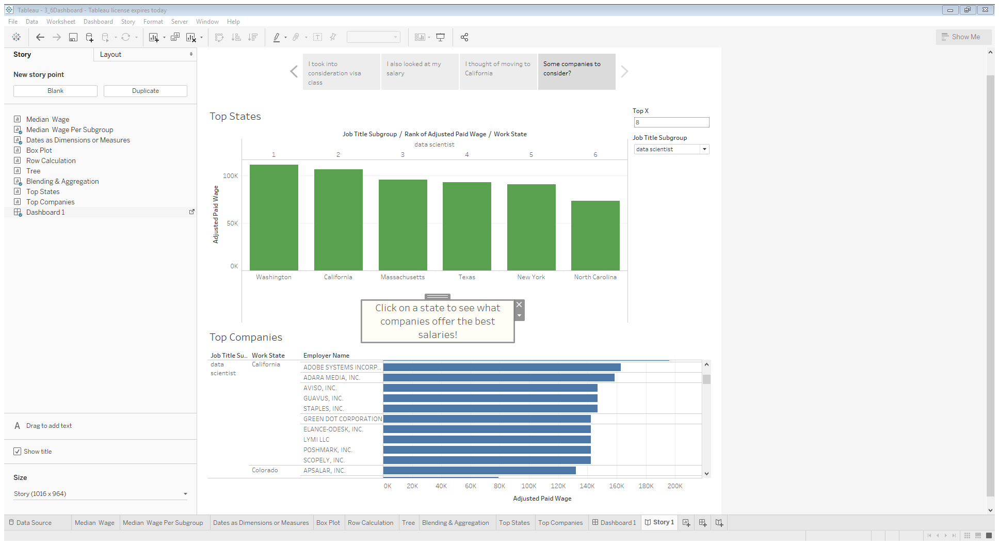 Tableau - 3_6Dashboard - Tableau license expires today
File Data Worksheet Dashboard Story Format Server Window Help
Show Me
Story Layout
New story point
Blank Duplicate
Median Wage
Median Wage Per Subgroup
Dates as Dimensions or Measures
Box Plot
Row Calculation
Tree
Blending & Aggregation
Top States
Top Companies
Dashboard 1
A Drag to add text
Show title
Size
Story (1016 x 964)
I took into
consideration visa
class
I also looked at my
salary
I thought of moving to
California
Some companies to
consider?
Top States
Top X
8
Job Title Subgroup
data scientist
Job Title Subgroup / Rank of Adjusted Paid Wage / Work State
data scientist
1 2 3 4 5 6
Adjusted Paid Wage
100K
50K
0K
Washington California Massachusetts Texas New York North Carolina
Click on a state to see what
companies offer the best
salaries!
Top Companies
Job Title Su.. Work State Employer Name
data
scientist
California
ADOBE SYSTEMS INCORP..
ADARA MEDIA, INC.
AVISO, INC.
GUAVUS, INC.
STAPLES, INC.
GREEN DOT CORPORATION
ELANCE-ODESK, INC.
LYMI LLC
POSHMARK, INC.
SCOPELY, INC.
Colorado APSALAR, INC.
0K 20K 40K 60K 80K 100K 120K 140K 160K 180K 200K
Adjusted Paid Wage
Data Source Median Wage Median Wage Per Subgroup Dates as Dimensions or Measures Box Plot Row Calculation Tree Blending & Aggregation Top States Top Companies Dashboard 1 Story 1